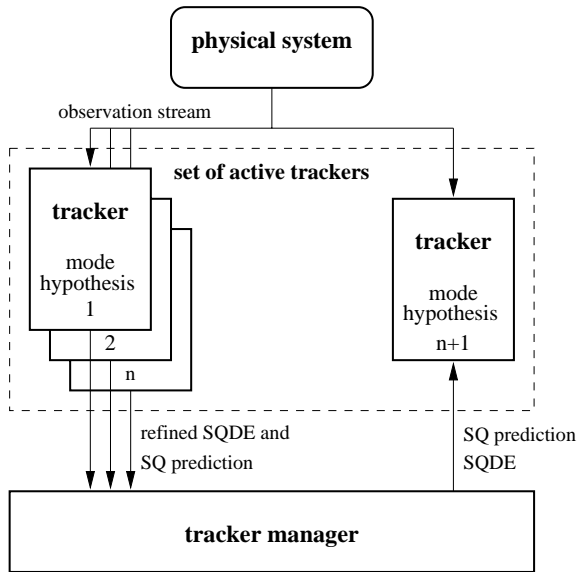 physical system
observation stream
set of active trackers
tracker
mode
hypothesis
1
2
n
tracker
mode
hypothesis
n+1
refined SQDE and
SQ prediction
SQ prediction
SQDE
tracker manager